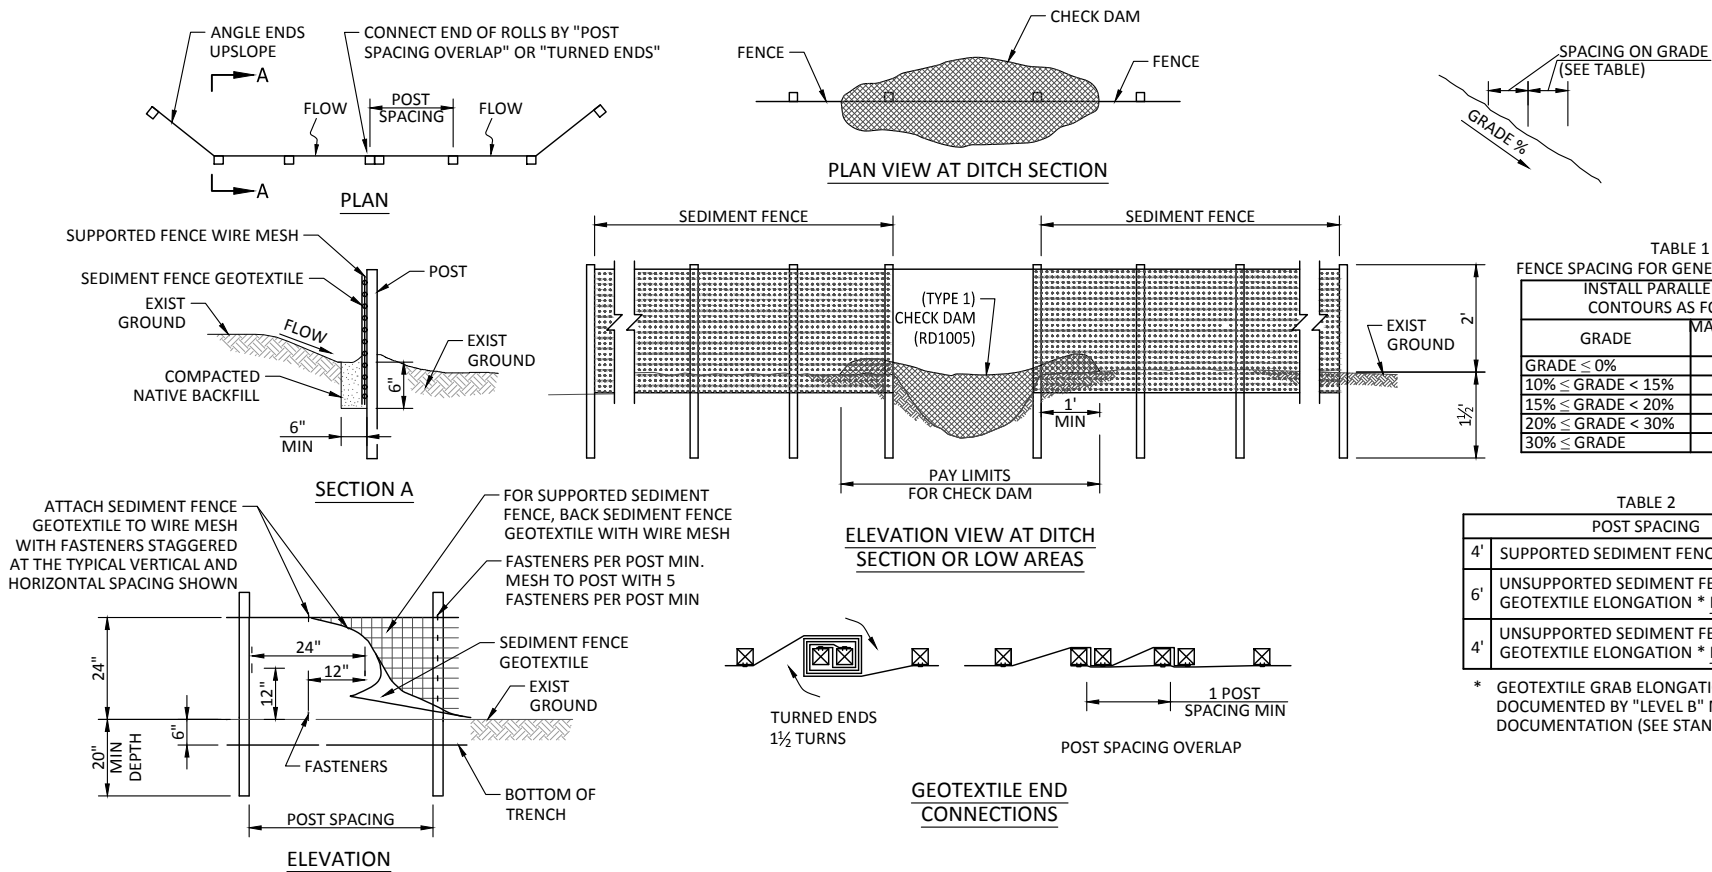 ANGLE ENDS
UPSLOPE
CONNECT END OF ROLLS BY "POST
SPACING OVERLAP" OR "TURNED ENDS"
A
FLOW
POST
SPACING
FLOW
A
PLAN
CHECK DAM
FENCE
FENCE
PLAN VIEW AT DITCH SECTION
SPACING ON GRADE
(SEE TABLE)
GRADE %
SUPPORTED FENCE WIRE MESH
SEDIMENT FENCE GEOTEXTILE
POST
EXIST
GROUND
FLOW
EXIST
GROUND
COMPACTED
NATIVE BACKFILL
6"
6"
MIN
SECTION A
SEDIMENT FENCE
SEDIMENT FENCE
(TYPE 1)
CHECK DAM
(RD1005)
2'
EXIST
GROUND
1½'
1'
MIN
PAY LIMITS
FOR CHECK DAM
ELEVATION VIEW AT DITCH
SECTION OR LOW AREAS
TABLE 1
FENCE SPACING FOR GENE
INSTALL PARALLE
CONTOURS AS FO
GRADE
MA
GRADE ≤ 0%
10% ≤ GRADE < 15%
15% ≤ GRADE < 20%
20% ≤ GRADE < 30%
30% ≤ GRADE
ATTACH SEDIMENT FENCE
GEOTEXTILE TO WIRE MESH
WITH FASTENERS STAGGERED
AT THE TYPICAL VERTICAL AND
HORIZONTAL SPACING SHOWN
FOR SUPPORTED SEDIMENT
FENCE, BACK SEDIMENT FENCE
GEOTEXTILE WITH WIRE MESH
FASTENERS PER POST MIN.
MESH TO POST WITH 5
FASTENERS PER POST MIN
SEDIMENT FENCE
GEOTEXTILE
EXIST
GROUND
24"
24"
12"
12"
6"
20"
MIN
DEPTH
FASTENERS
BOTTOM OF
TRENCH
POST SPACING
ELEVATION
TURNED ENDS
1½ TURNS
1 POST
SPACING MIN
POST SPACING OVERLAP
GEOTEXTILE END
CONNECTIONS
TABLE 2
POST SPACING
4' SUPPORTED SEDIMENT FENC
6' UNSUPPORTED SEDIMENT FE
GEOTEXTILE ELONGATION *
4' UNSUPPORTED SEDIMENT FE
GEOTEXTILE ELONGATION *
* GEOTEXTILE GRAB ELONGATI
DOCUMENTED BY "LEVEL B"
DOCUMENTATION (SEE STAN